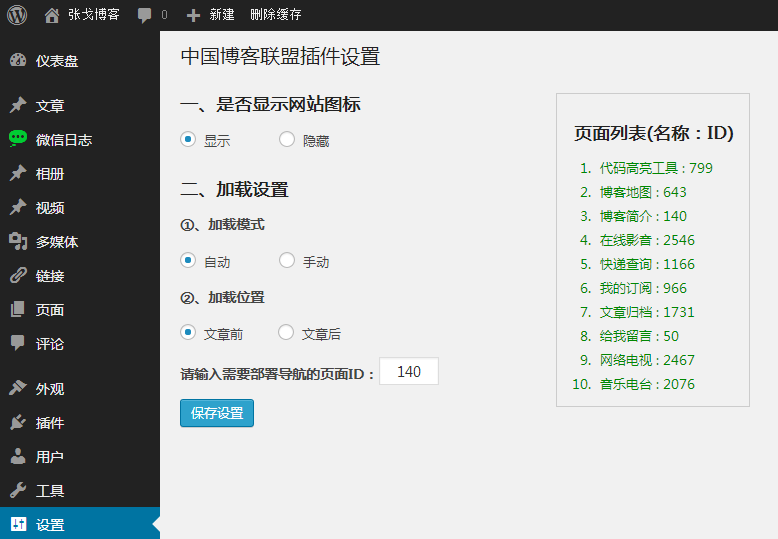 张戈博客 0 新建 删除缓存
仪表盘
文章
微信日志
相册
视频
多媒体
链接
页面
评论
外观
插件
用户
工具
设置
中国博客联盟插件设置
一、是否显示网站图标
显示 隐藏
二、加载设置
①、加载模式
自动 手动
②、加载位置
文章前 文章后
请输入需要部署导航的页面ID： 140
保存设置
页面列表(名称：ID)
1. 代码高亮工具 : 799
2. 博客地图 : 643
3. 博客简介 : 140
4. 在线影音 : 2546
5. 快递查询 : 1166
6. 我的订阅 : 966
7. 文章归档 : 1731
8. 给我留言 : 50
9. 网络电视 : 2467
10. 音乐电台 : 2076